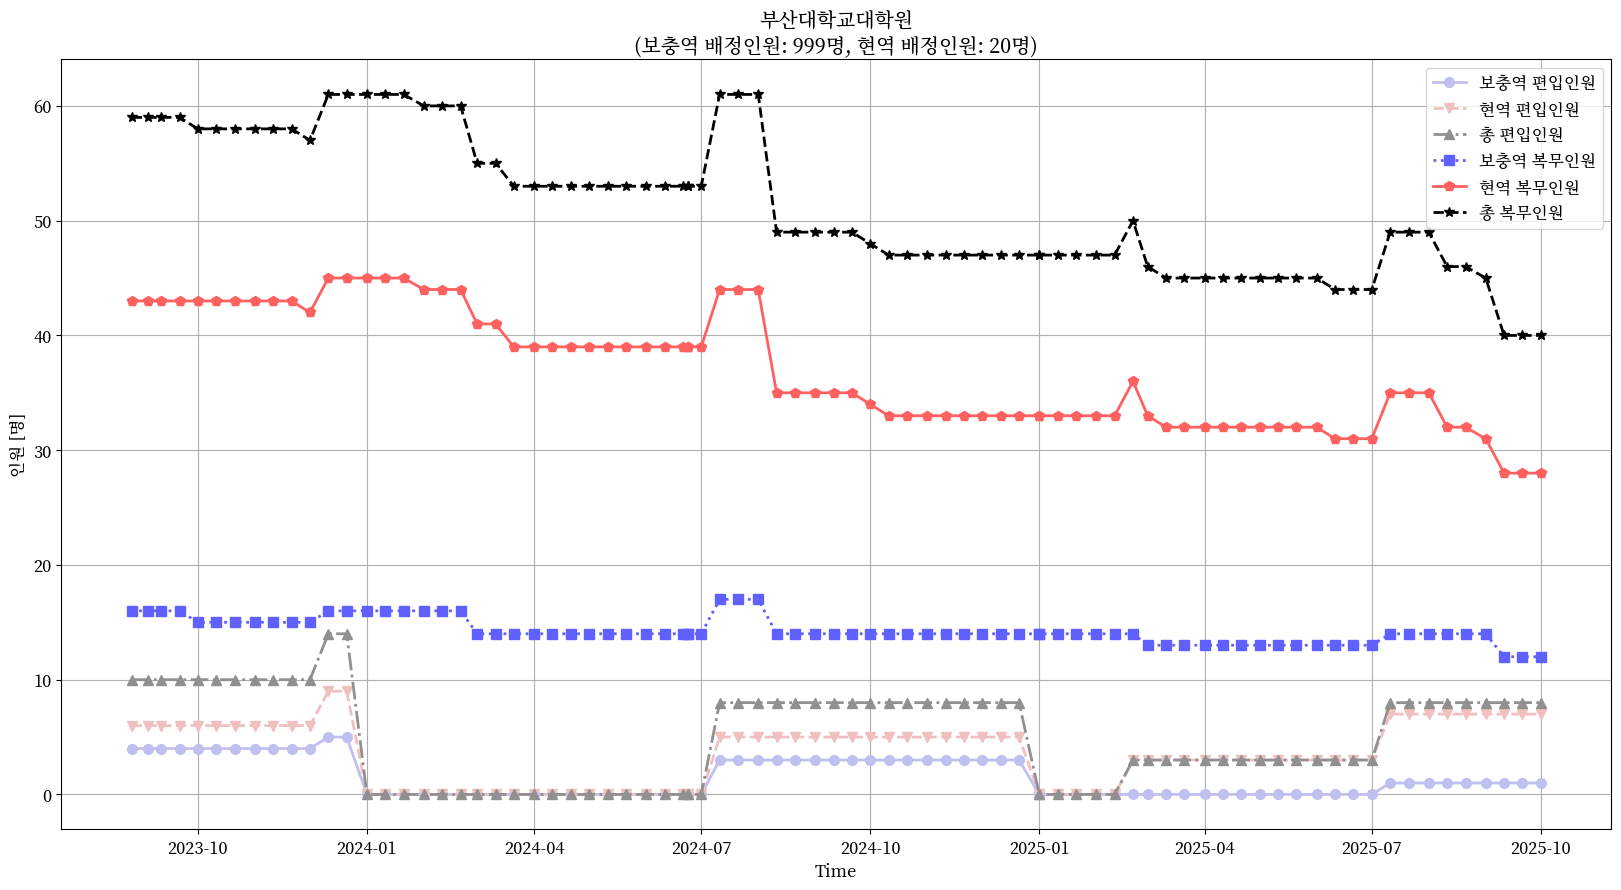 부산대학교대학원
(보충역 배정인원: 999명, 현역 배정인원: 20명)
보충역 편입인원
현역 편입인원
총 편입인원
보충역 복무인원
현역 복무인원
총 복무인원
인원 [명]
60
50
40
30
20
10
0
2023-10
2024-01
2024-04
2024-07
2024-10
2025-01
2025-04
2025-07
2025-10
Time